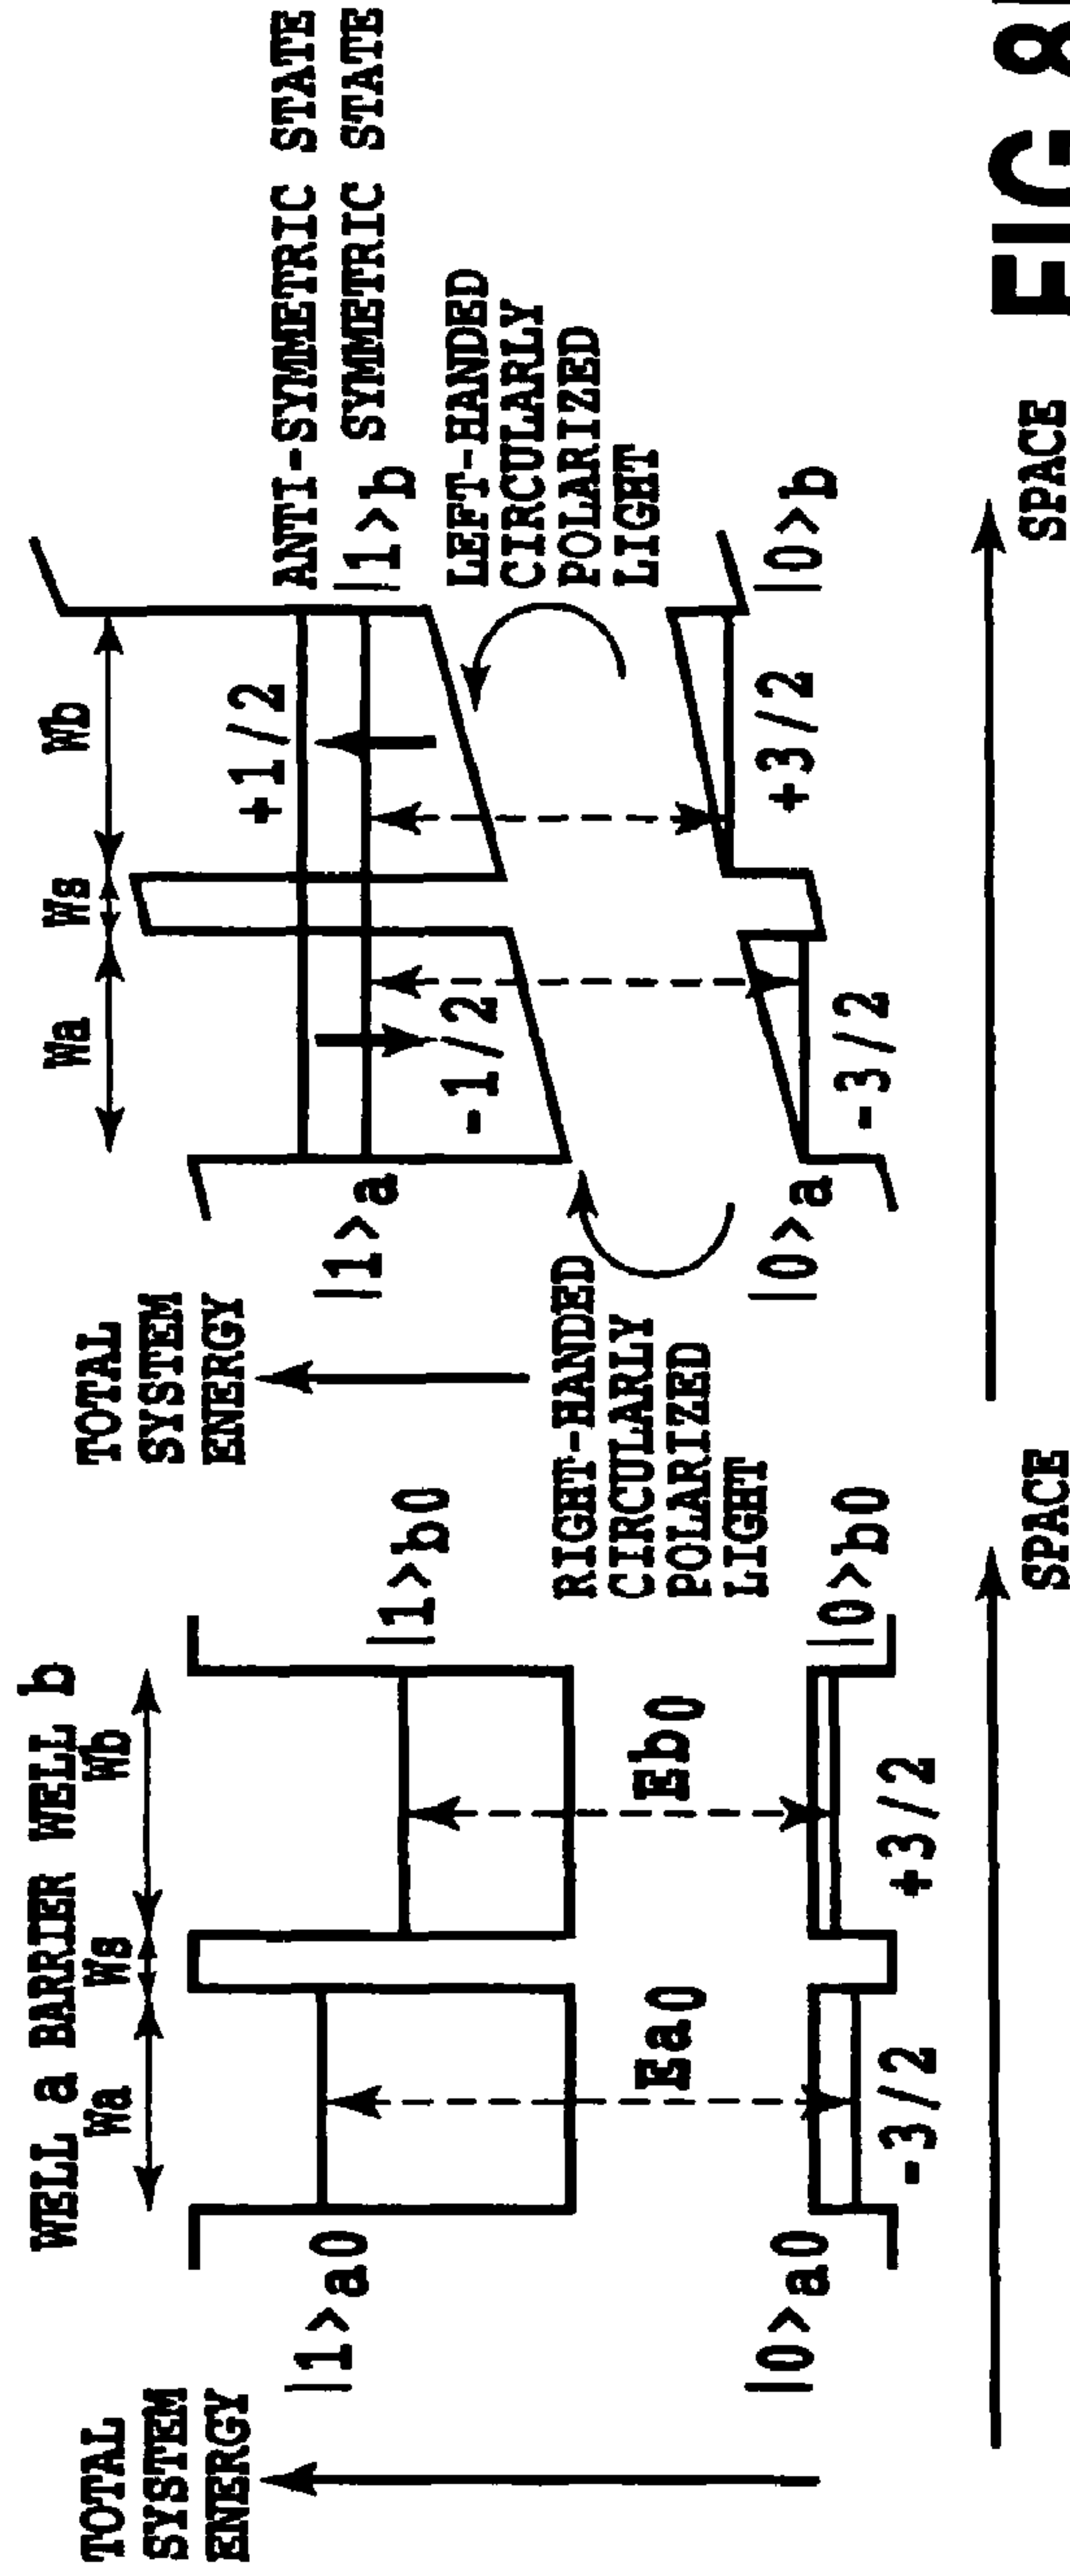 TOTAL
SYSTEM
ENERGY
WELL a BARRIER WELL b
Wa Ws Wb
|1>a0
|1>b0
Ea0
Eb0
|0>a0
|0>b0
-3/2
+3/2
SPACE
TOTAL
SYSTEM
ENERGY
Wa Ws Wb
ANTI-SYMMETRIC STATE
SYMMETRIC STATE
+1/2
|1>a
|1>b
-1/2
RIGHT-HANDED
CIRCULARLY
POLARIZED
LIGHT
LEFT-HANDED
CIRCULARLY
POLARIZED
LIGHT
|0>a
|0>b
-3/2
+3/2
SPACE
FIG 8